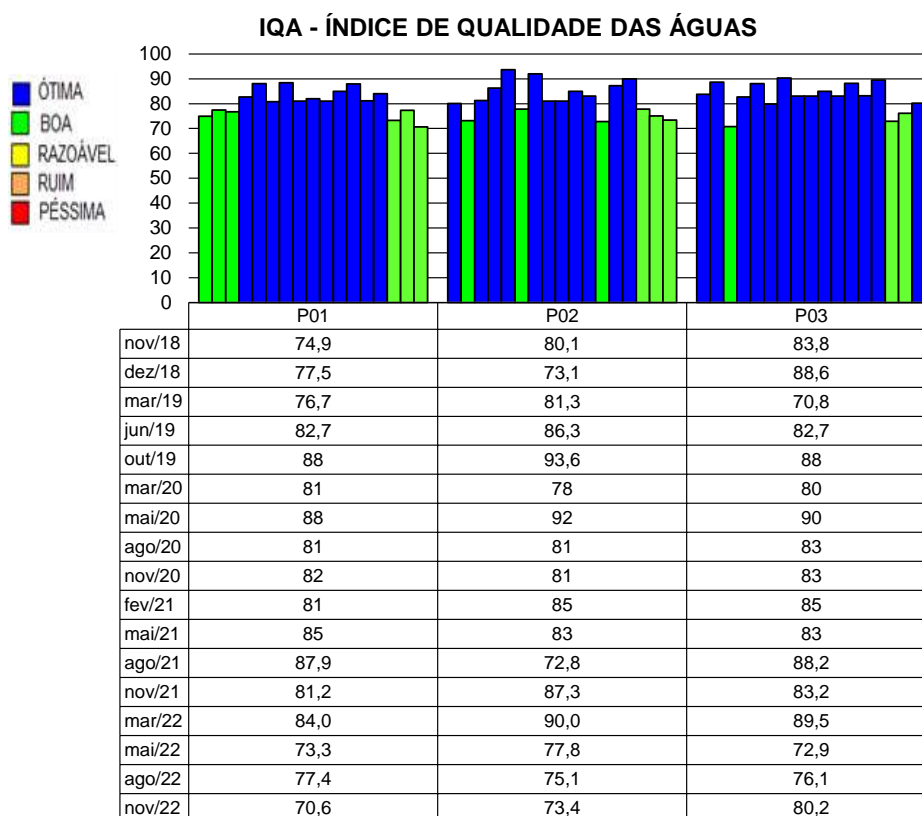 IQA - ÍNDICE DE QUALIDADE DAS ÁGUAS
ÓTIMA
BOA
RAZOÁVEL
RUIM
PÉSSIMA
100
90
80
70
60
50
40
30
20
10
0
P01 P02 P03
nov/18 74,9 80,1 83,8
dez/18 77,5 73,1 88,6
mar/19 76,7 81,3 70,8
jun/19 82,7 86,3 82,7
out/19 88 93,6 88
mar/20 81 78 80
mai/20 88 92 90
ago/20 81 81 83
nov/20 82 81 83
fev/21 81 85 85
mai/21 85 83 83
ago/21 87,9 72,8 88,2
nov/21 81,2 87,3 83,2
mar/22 84,0 90,0 89,5
mai/22 73,3 77,8 72,9
ago/22 77,4 75,1 76,1
nov/22 70,6 73,4 80,2